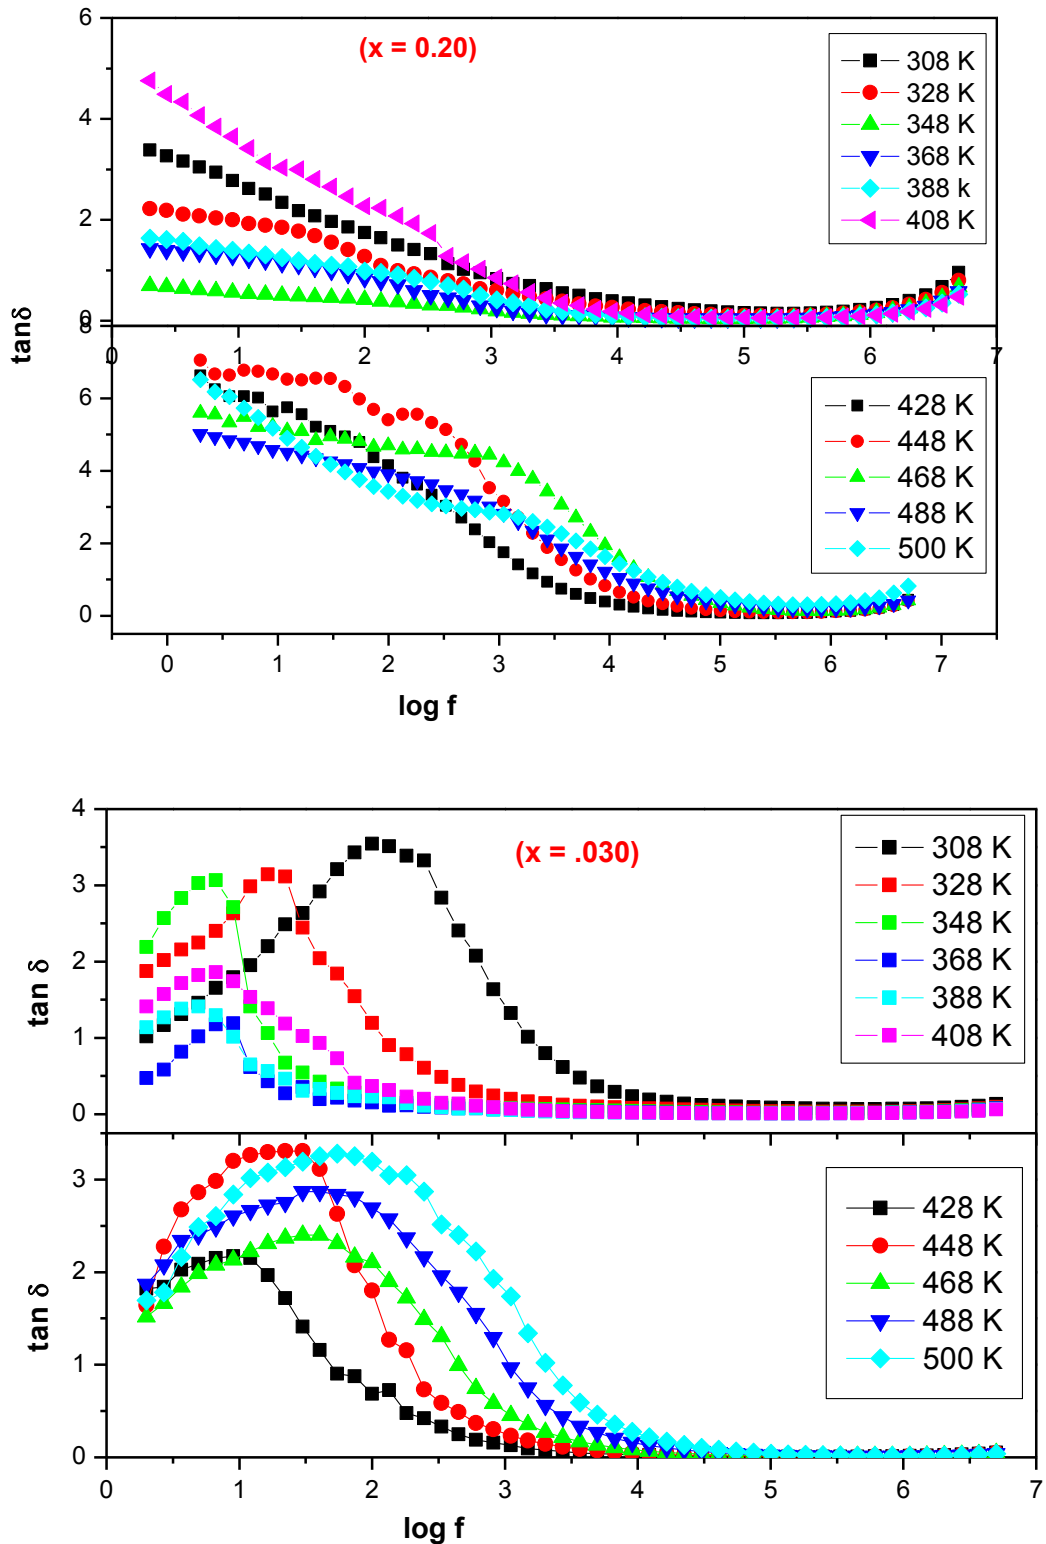 (x = 0.20)
6
4
2
0
308 K
328 K
348 K
368 K
388 k
408 K
0 1 2 3 4 5 6 7
tanδ
8
6
4
2
0
428 K
448 K
468 K
488 K
500 K
0 1 2 3 4 5 6 7
log f
(x = .030)
4
3
2
1
0
tan δ
308 K
328 K
348 K
368 K
388 K
408 K
3
2
1
0
tan δ
428 K
448 K
468 K
488 K
500 K
0 1 2 3 4 5 6 7
log f